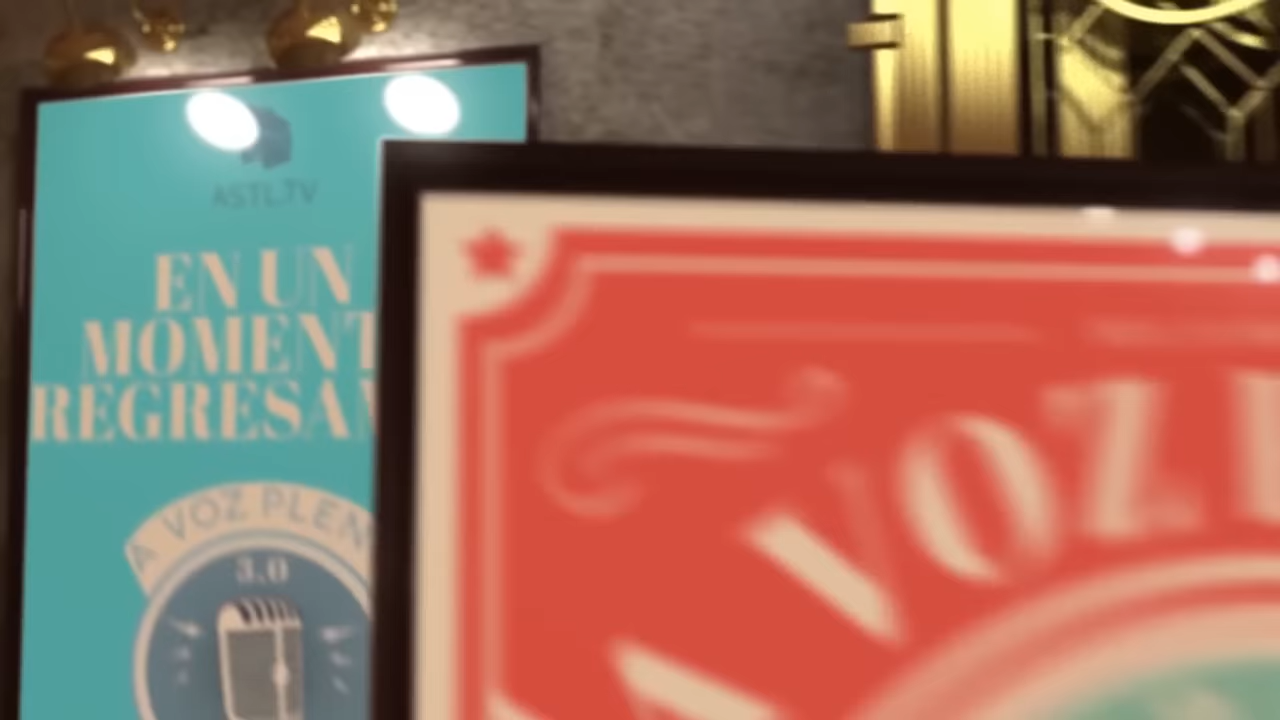 ASTL.TV
EN UN
MOMENT
REGRESA
A VOZ PLEN
3.0
A VOZ